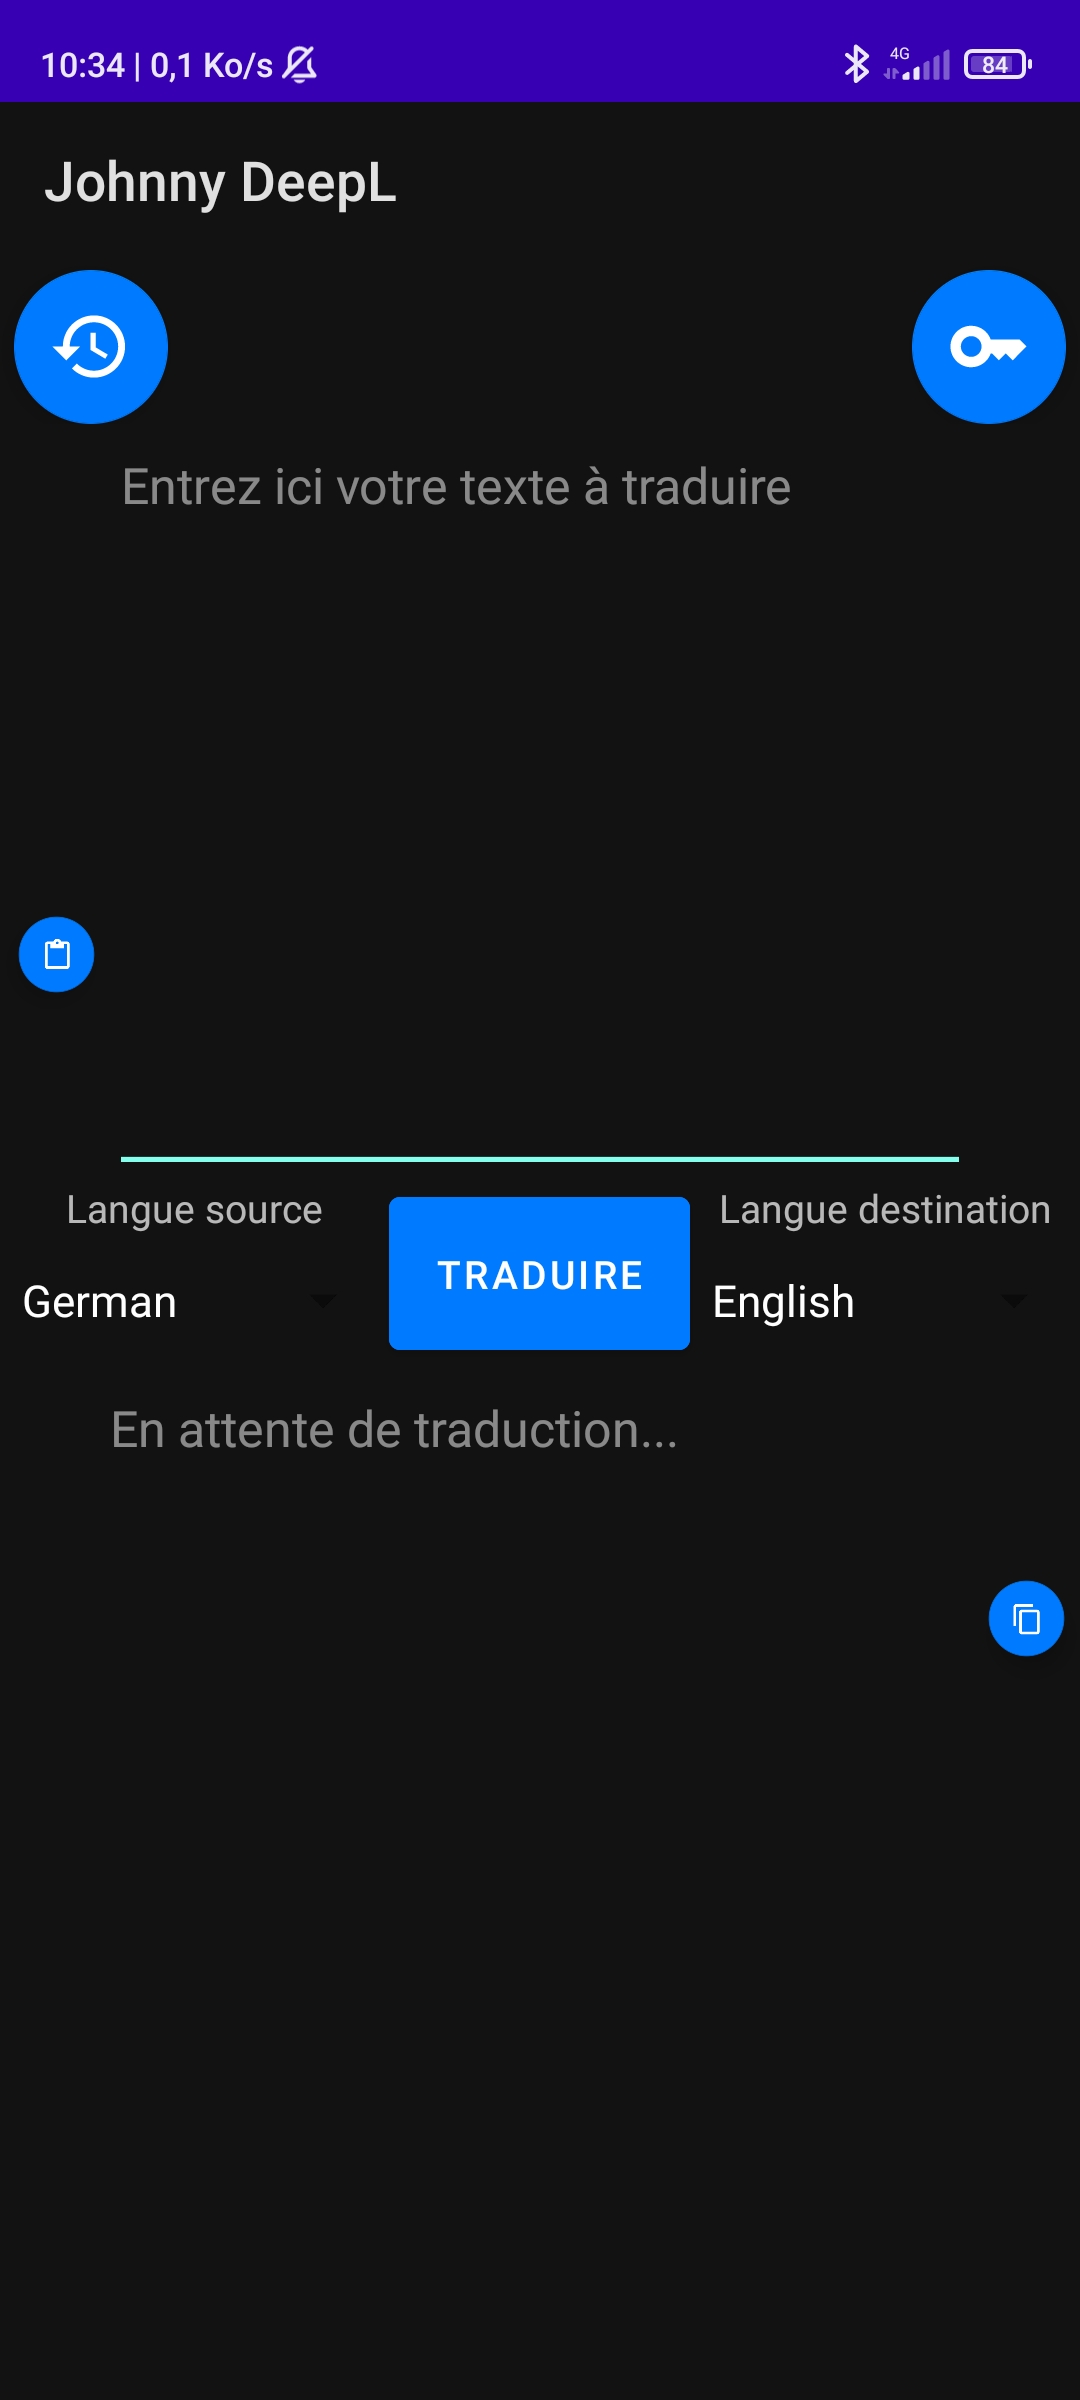 10:34 | 0,1 Ko/s 4G 84
Johnny DeepL
Entrez ici votre texte à traduire
Langue source
Langue destination
TRADUIRE
German
English
En attente de traduction...